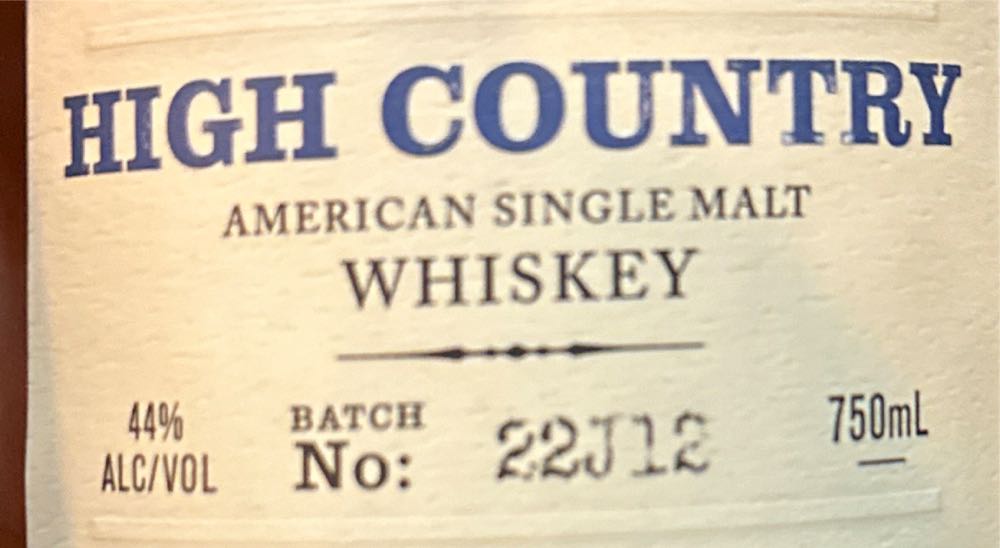 HIGH COUNTRY
AMERICAN SINGLE MALT
WHISKEY
44% ALC/VOL
BATCH No: 22J12
750mL